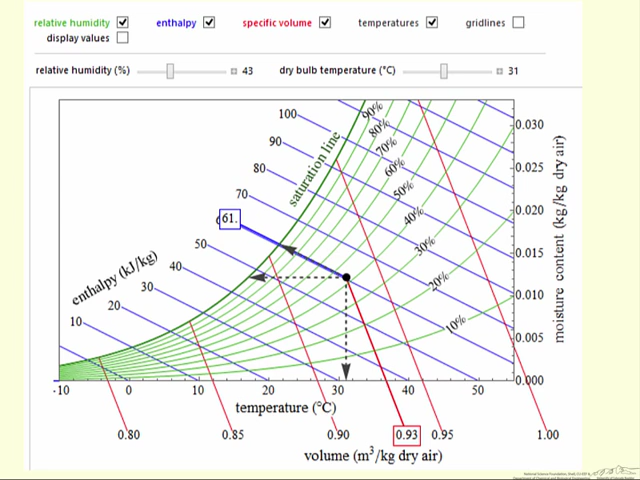 relative humidity enthalpy specific volume temperatures gridlines
display values
relative humidity (%) 43 dry bulb temperature (°C) 31
100
90
80
70
61.
50
40
30
20
10
enthalpy (kJ/kg)
saturation line
90%
80%
70%
60%
50%
40%
30%
20%
10%
0.030
0.025
0.020
0.015
0.010
0.005
0.000
moisture content (kg/kg dry air)
-10 0 10 20 30 40 50
temperature (°C)
0.80 0.85 0.90 0.93 0.95 1.00
volume (m³/kg dry air)